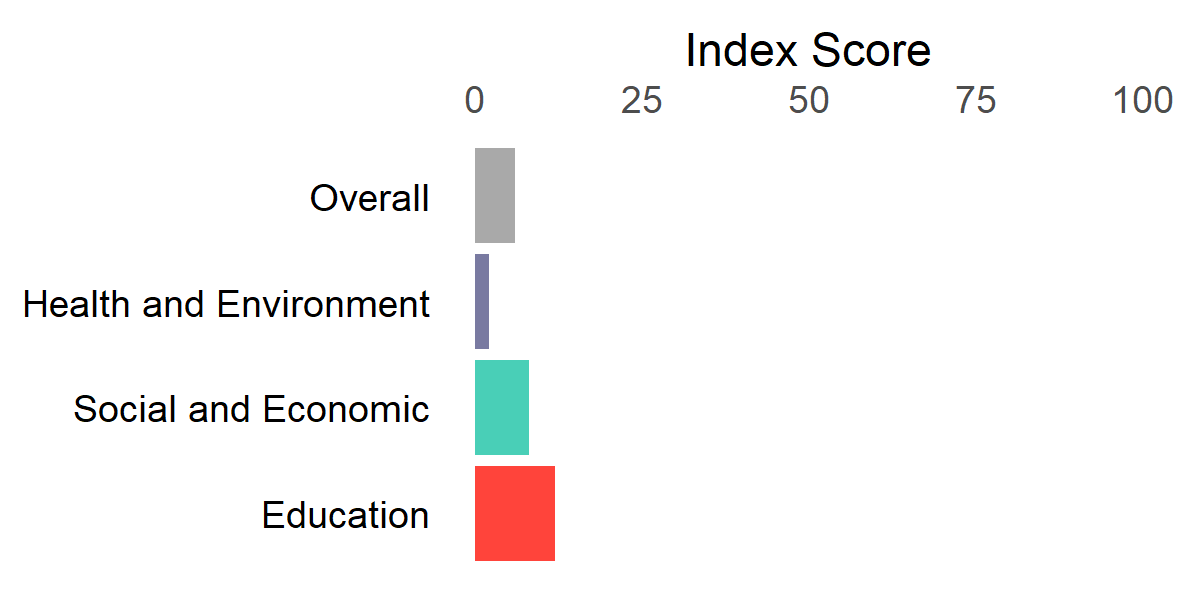 Index Score
0 25 50 75 100
Overall
Health and Environment
Social and Economic
Education